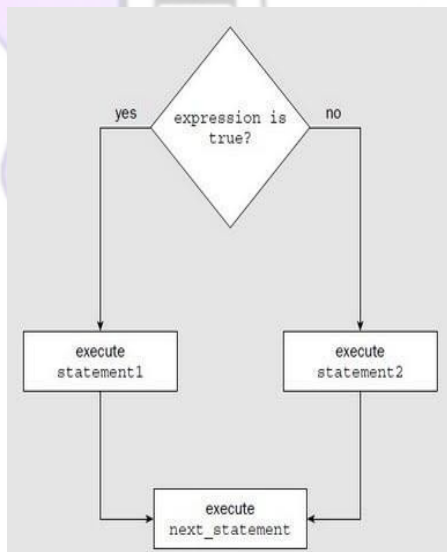 expression is
true?
yes
no
execute
statement1
execute
statement2
execute
next_statement